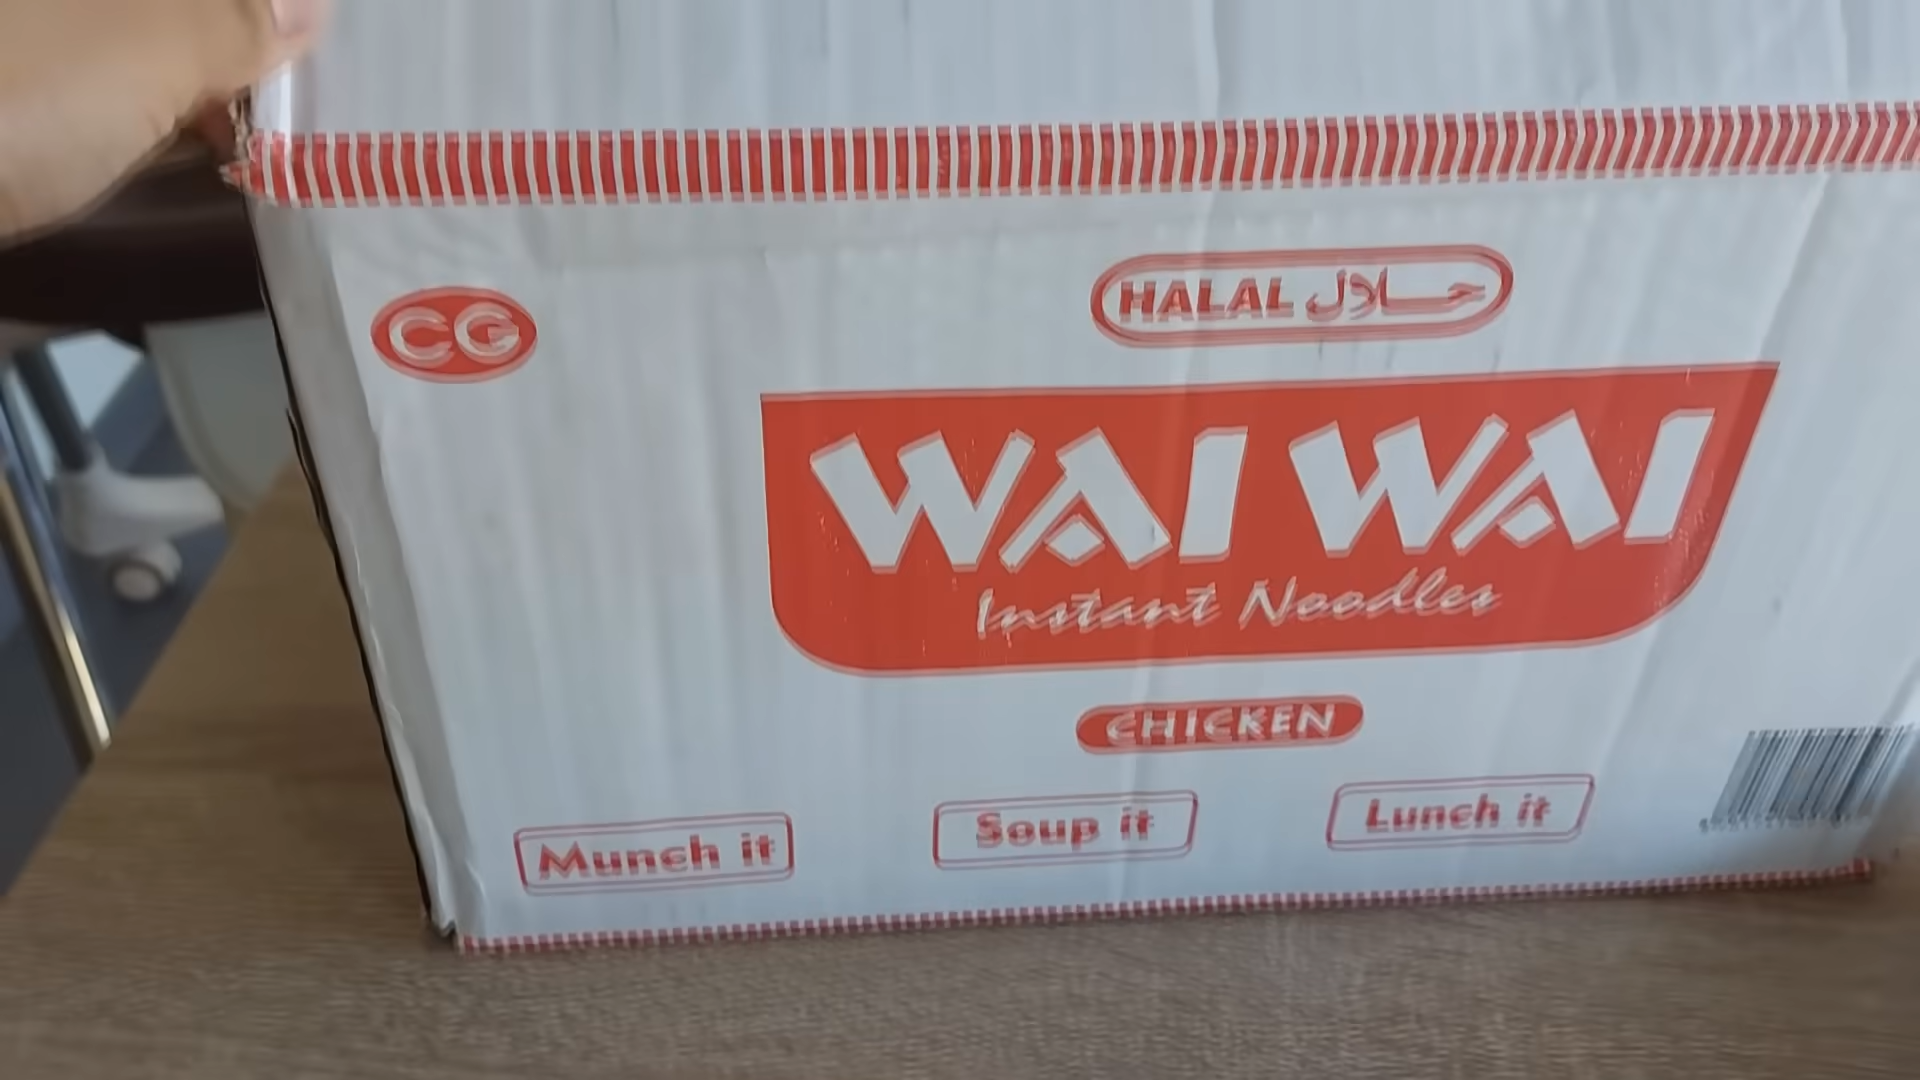 HALAL حلال
CG
WAI WAI
Instant Noodles
CHICKEN
Munch it
Soup it
Lunch it